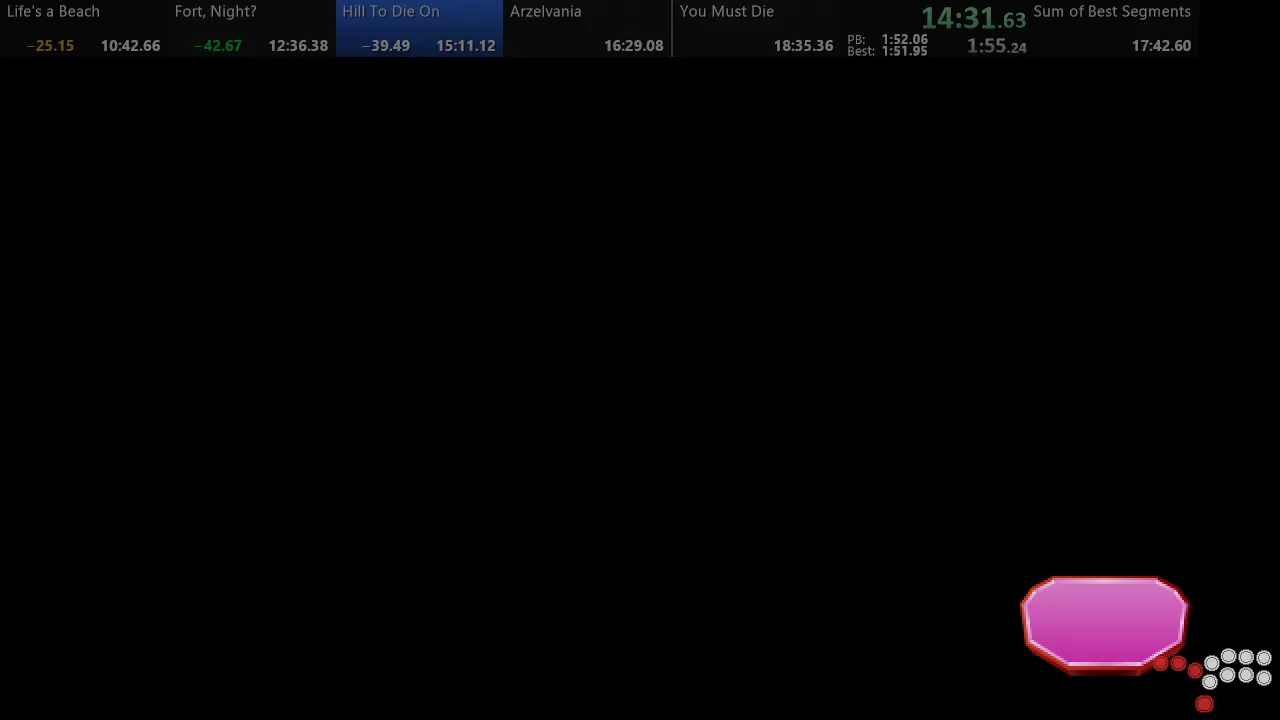 Life's a Beach
−25.15 10:42.66
Fort, Night?
−42.67 12:36.38
Hill To Die On
−39.49 15:11.12
Arzelvania
16:29.08
You Must Die
18:35.36
14:31.63
PB: 1:52.06
Best: 1:51.95
1:55.24
Sum of Best Segments
17:42.60